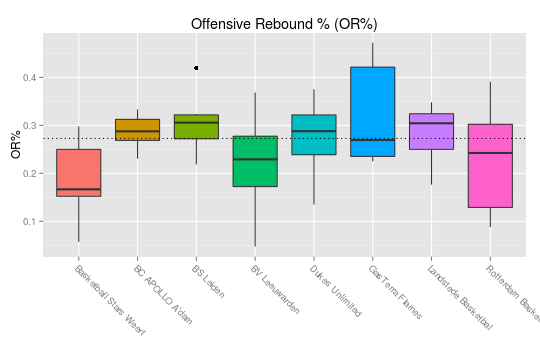 Offensive Rebound % (OR%)
OR%
0.4
0.3
0.2
0.1
Basketball Stars Weert
BC APOLLO A'dam
BS Leiden
BV Leeuwarden
Dukes Unlimited
GasTerra Flames
Landstede Basketbal
Rotterdam Baske